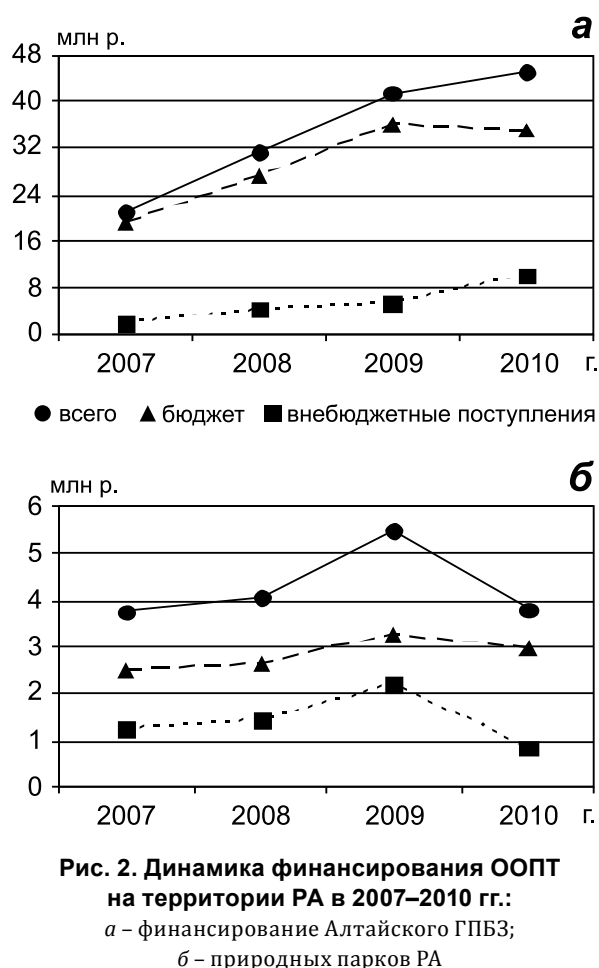 а
млн р.
48
40
32
24
16
8
0
2007 2008 2009 2010 г.
● всего ▲ бюджет ■ внебюджетные поступления
б
млн р.
6
5
4
3
2
1
0
2007 2008 2009 2010 г.
Рис. 2. Динамика финансирования ООПТ
на территории РА в 2007–2010 гг.:
а – финансирование Алтайского ГПБЗ;
б – природных парков РА